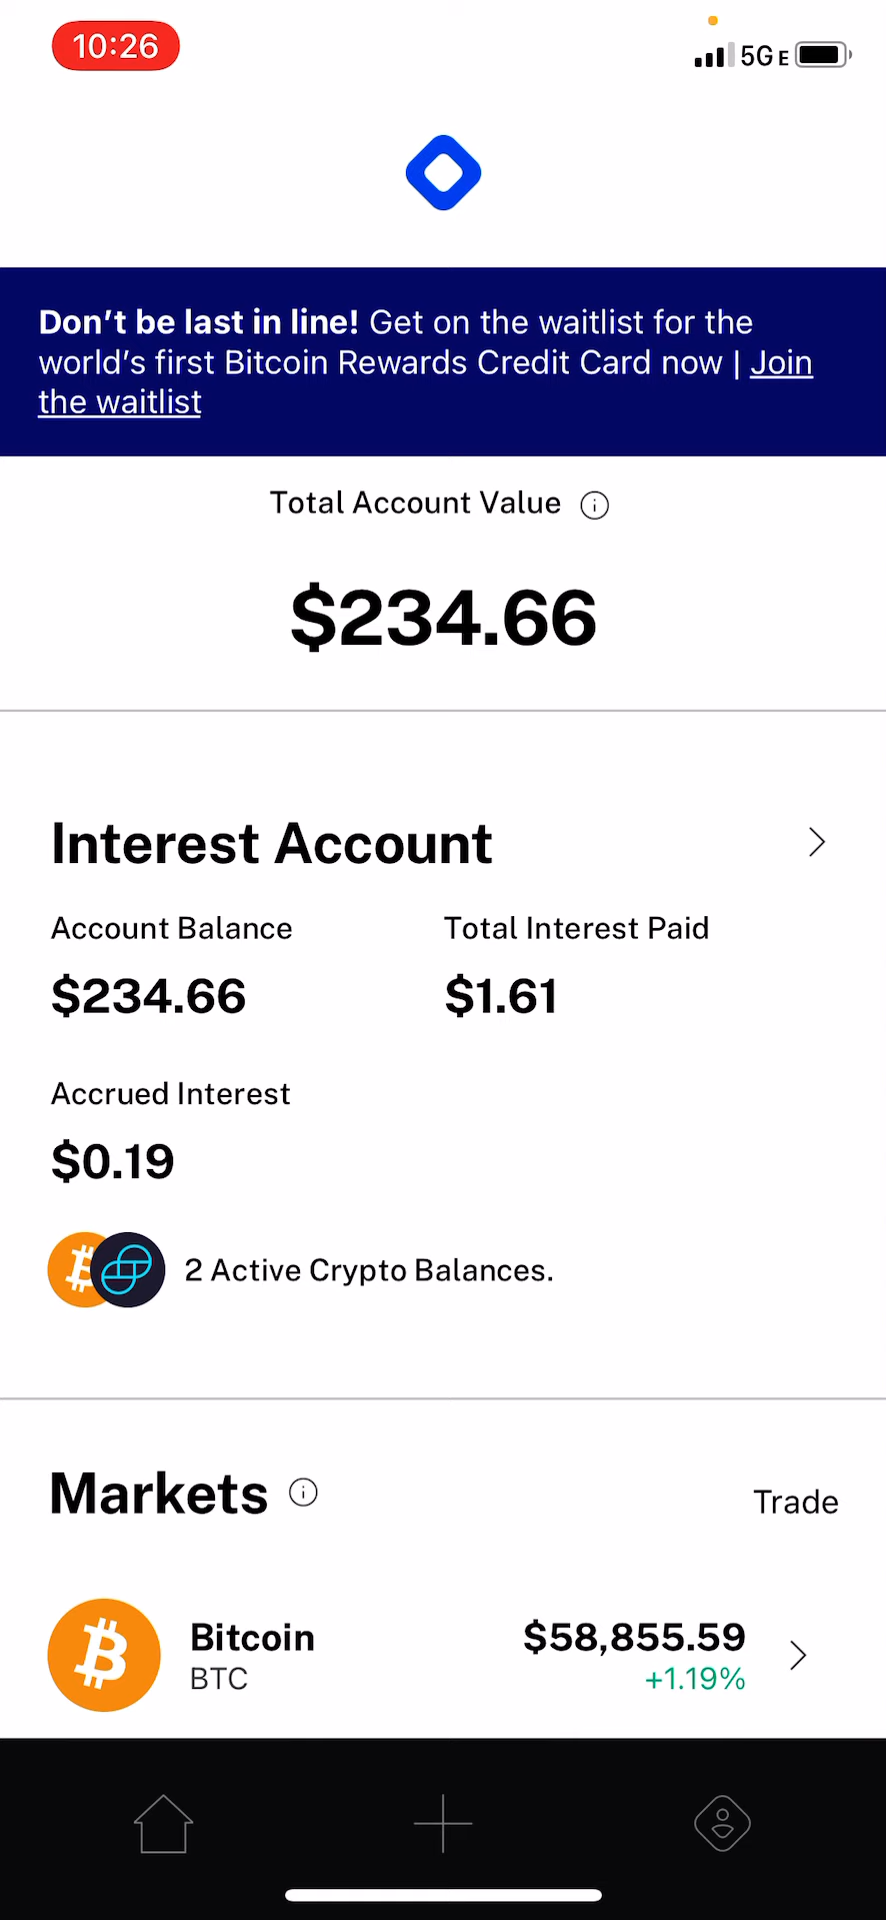 10:26
5G E
Don't be last in line! Get on the waitlist for the
world's first Bitcoin Rewards Credit Card now | Join
the waitlist
Total Account Value
$234.66
Interest Account
Account Balance
Total Interest Paid
$234.66
$1.61
Accrued Interest
$0.19
2 Active Crypto Balances.
Markets
Trade
Bitcoin
$58,855.59
BTC
+1.19%